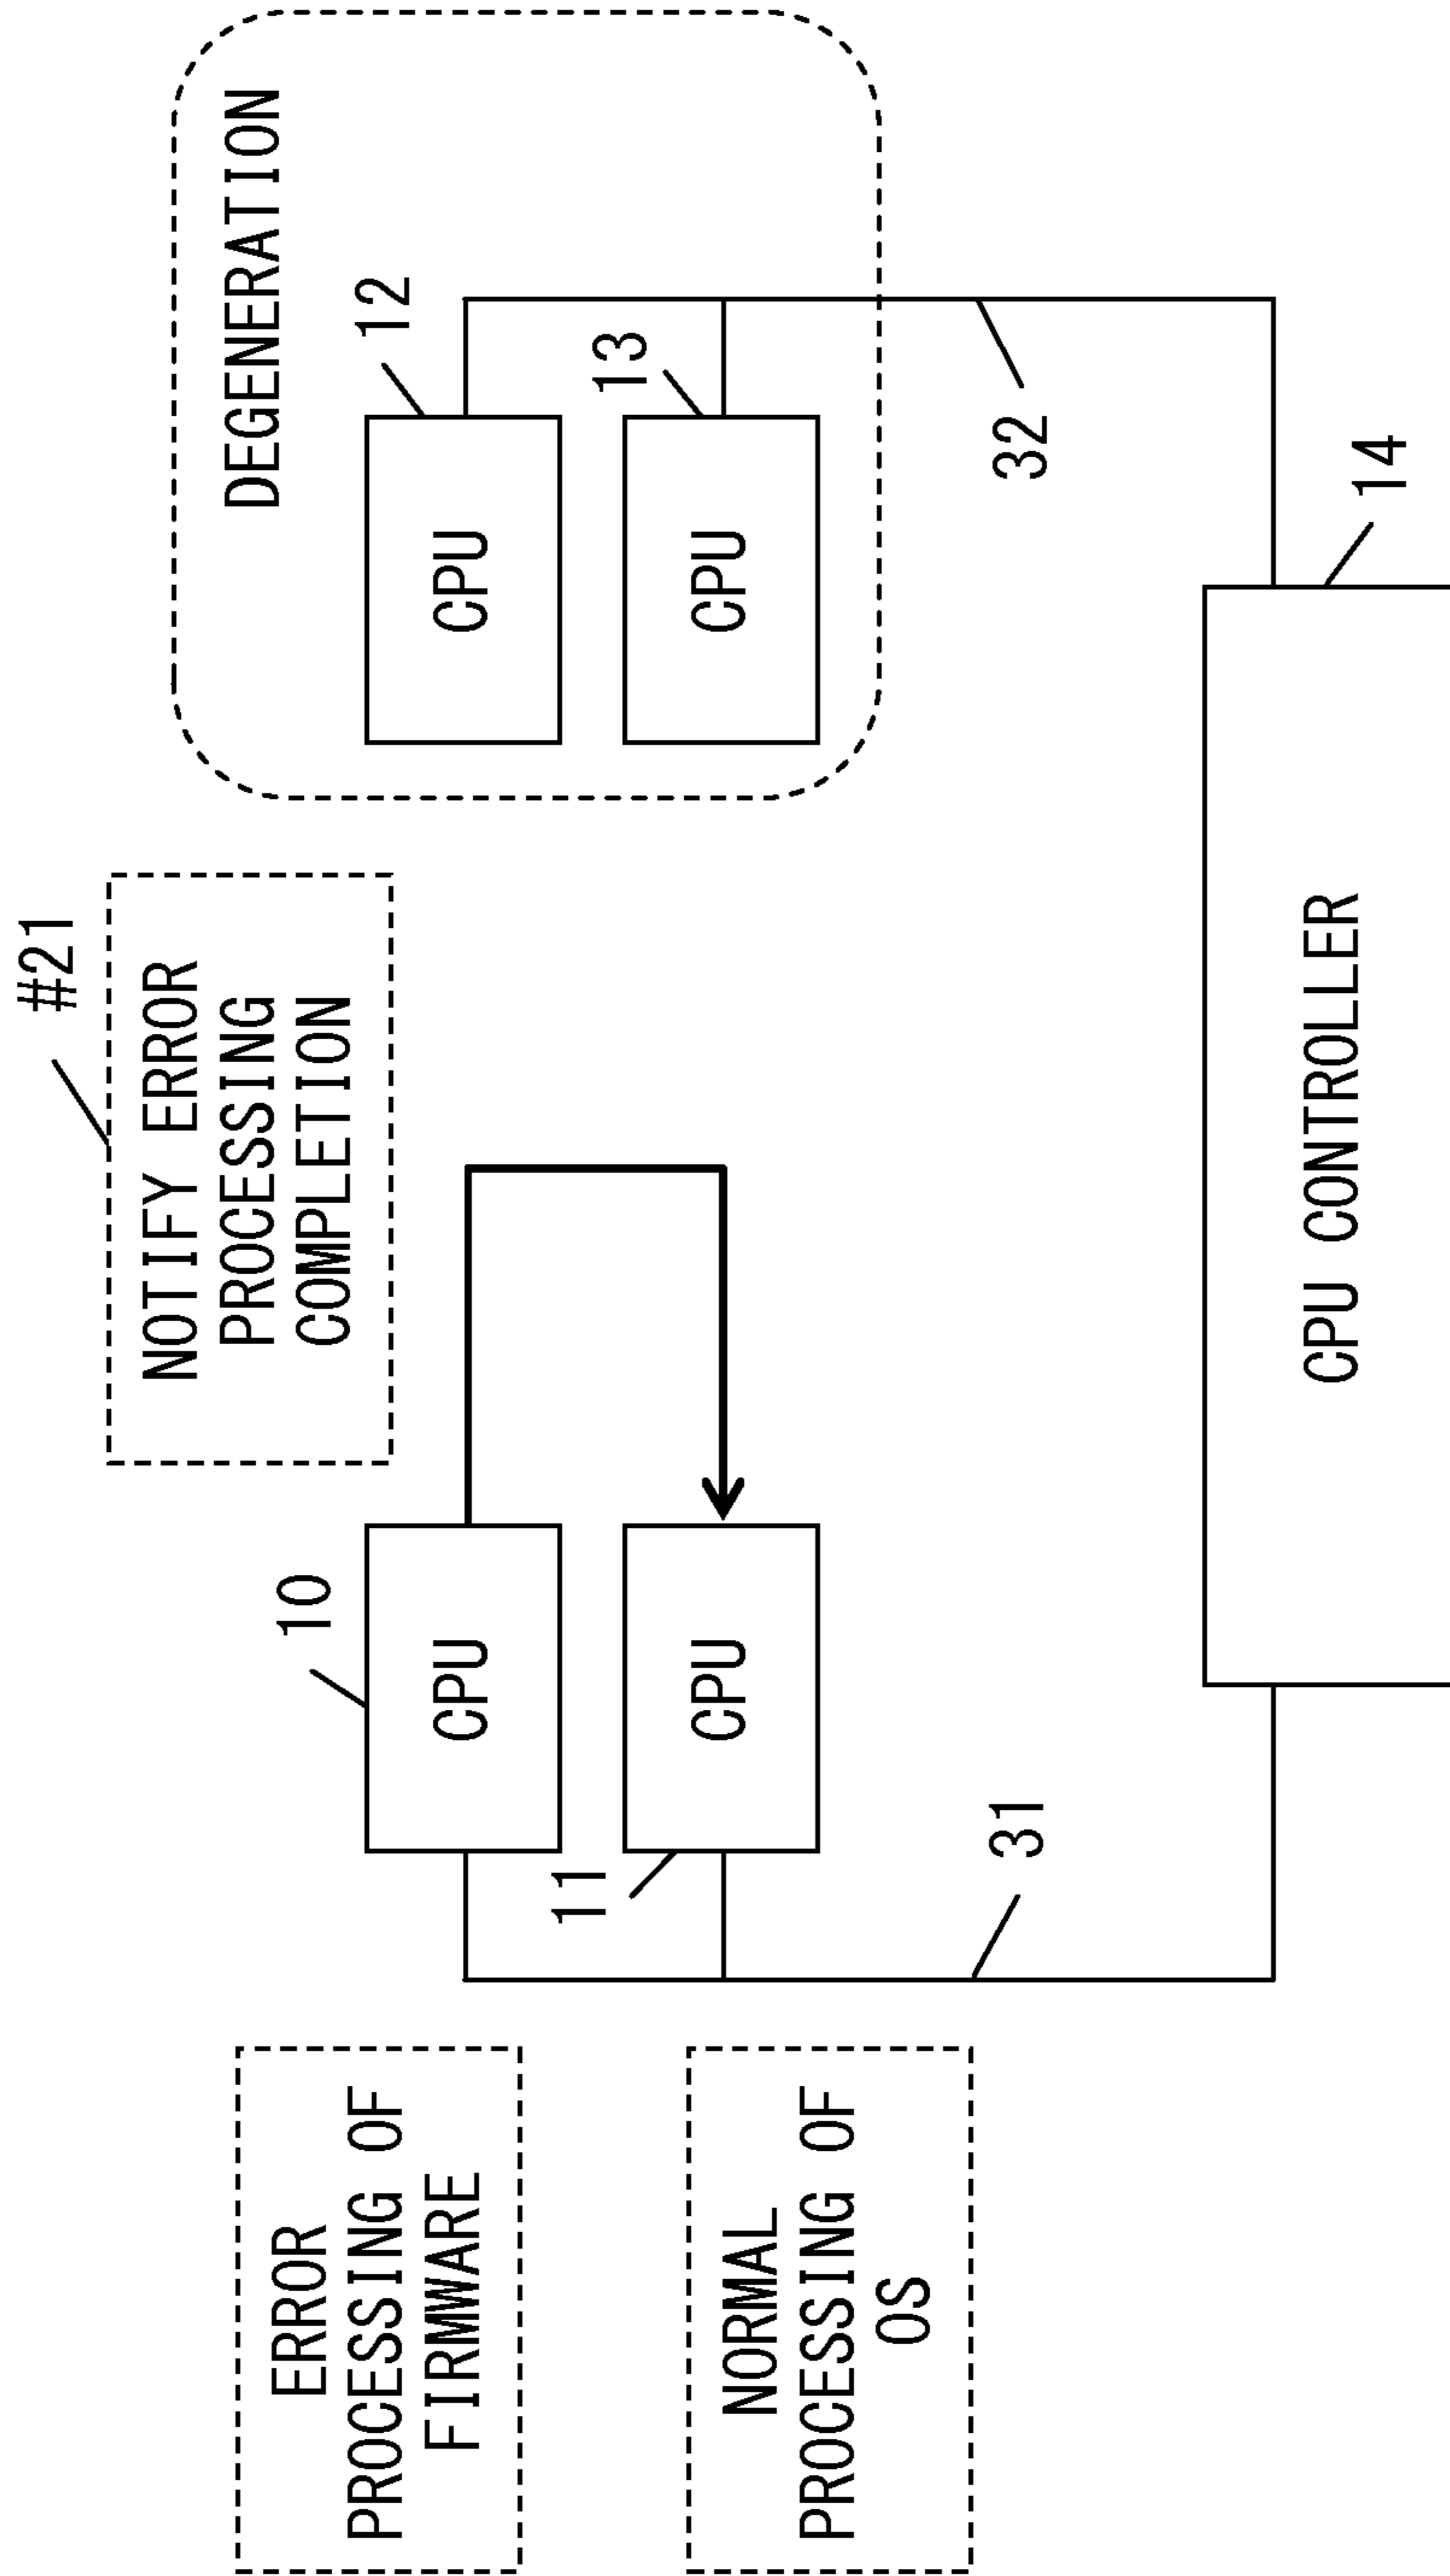 #21
NOTIFY ERROR
PROCESSING
COMPLETION
DEGENERATION
ERROR
PROCESSING OF
FIRMWARE
10
CPU
12
CPU
NORMAL
PROCESSING OF
OS
11
CPU
13
CPU
31
32
CPU CONTROLLER
14